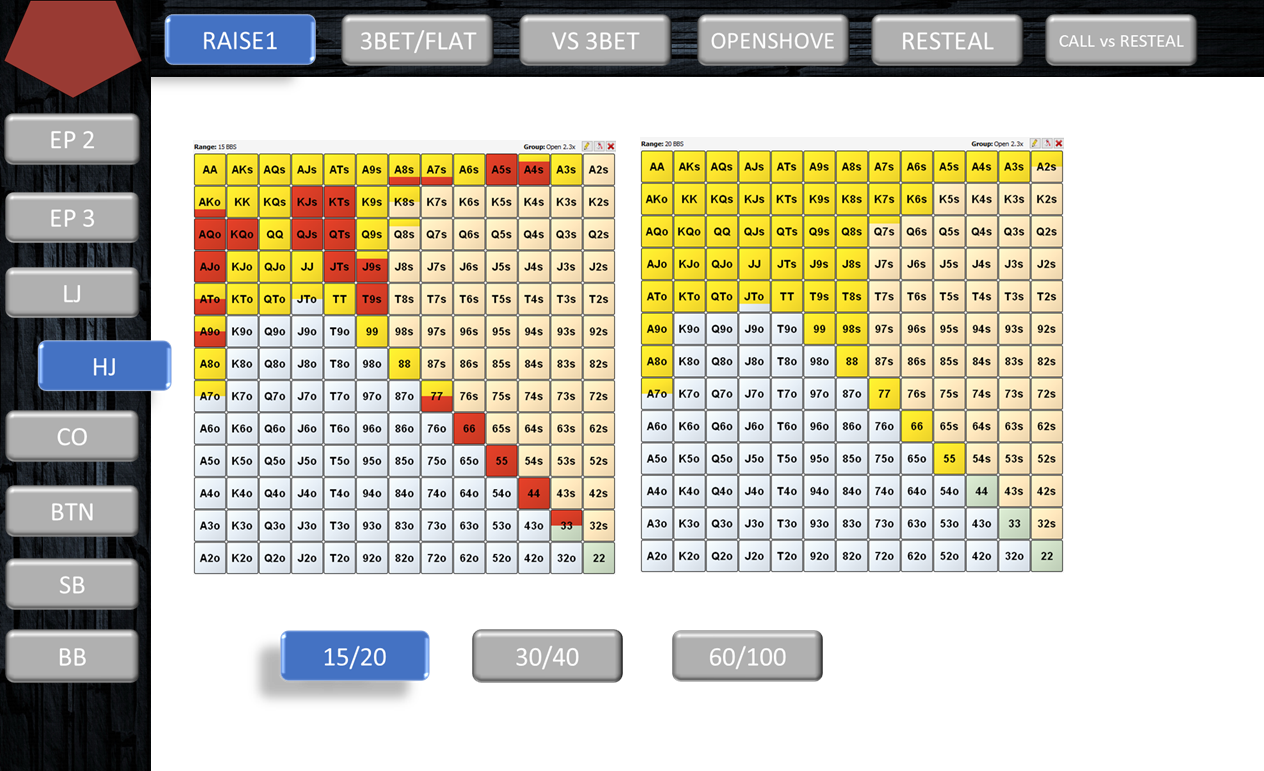 RAISE1 3BET/FLAT VS 3BET OPENSHOVE RESTEAL CALL vs RESTEAL
EP 2
EP 3
LJ
HJ
CO
BTN
SB
BB
Range: 15 BBS Group: Open 2.3x
AA AKs AQs AJs ATs A9s A8s A7s A6s A5s A4s A3s A2s
AKo KK KQs KJs KTs K9s K8s K7s K6s K5s K4s K3s K2s
AQo KQo QQ QJs QTs Q9s Q8s Q7s Q6s Q5s Q4s Q3s Q2s
AJo KJo QJo JJ JTs J9s J8s J7s J6s J5s J4s J3s J2s
ATo KTo QTo JTo TT T9s T8s T7s T6s T5s T4s T3s T2s
A9o K9o Q9o J9o T9o 99 98s 97s 96s 95s 94s 93s 92s
A8o K8o Q8o J8o T8o 98o 88 87s 86s 85s 84s 83s 82s
A7o K7o Q7o J7o T7o 97o 87o 77 76s 75s 74s 73s 72s
A6o K6o Q6o J6o T6o 96o 86o 76o 66 65s 64s 63s 62s
A5o K5o Q5o J5o T5o 95o 85o 75o 65o 55 54s 53s 52s
A4o K4o Q4o J4o T4o 94o 84o 74o 64o 54o 44 43s 42s
A3o K3o Q3o J3o T3o 93o 83o 73o 63o 53o 43o 33 32s
A2o K2o Q2o J2o T2o 92o 82o 72o 62o 52o 42o 32o 22
Range: 20 BBS Group: Open 2.3x
AA AKs AQs AJs ATs A9s A8s A7s A6s A5s A4s A3s A2s
AKo KK KQs KJs KTs K9s K8s K7s K6s K5s K4s K3s K2s
AQo KQo QQ QJs QTs Q9s Q8s Q7s Q6s Q5s Q4s Q3s Q2s
AJo KJo QJo JJ JTs J9s J8s J7s J6s J5s J4s J3s J2s
ATo KTo QTo JTo TT T9s T8s T7s T6s T5s T4s T3s T2s
A9o K9o Q9o J9o T9o 99 98s 97s 96s 95s 94s 93s 92s
A8o K8o Q8o J8o T8o 98o 88 87s 86s 85s 84s 83s 82s
A7o K7o Q7o J7o T7o 97o 87o 77 76s 75s 74s 73s 72s
A6o K6o Q6o J6o T6o 96o 86o 76o 66 65s 64s 63s 62s
A5o K5o Q5o J5o T5o 95o 85o 75o 65o 55 54s 53s 52s
A4o K4o Q4o J4o T4o 94o 84o 74o 64o 54o 44 43s 42s
A3o K3o Q3o J3o T3o 93o 83o 73o 63o 53o 43o 33 32s
A2o K2o Q2o J2o T2o 92o 82o 72o 62o 52o 42o 32o 22
15/20 30/40 60/100